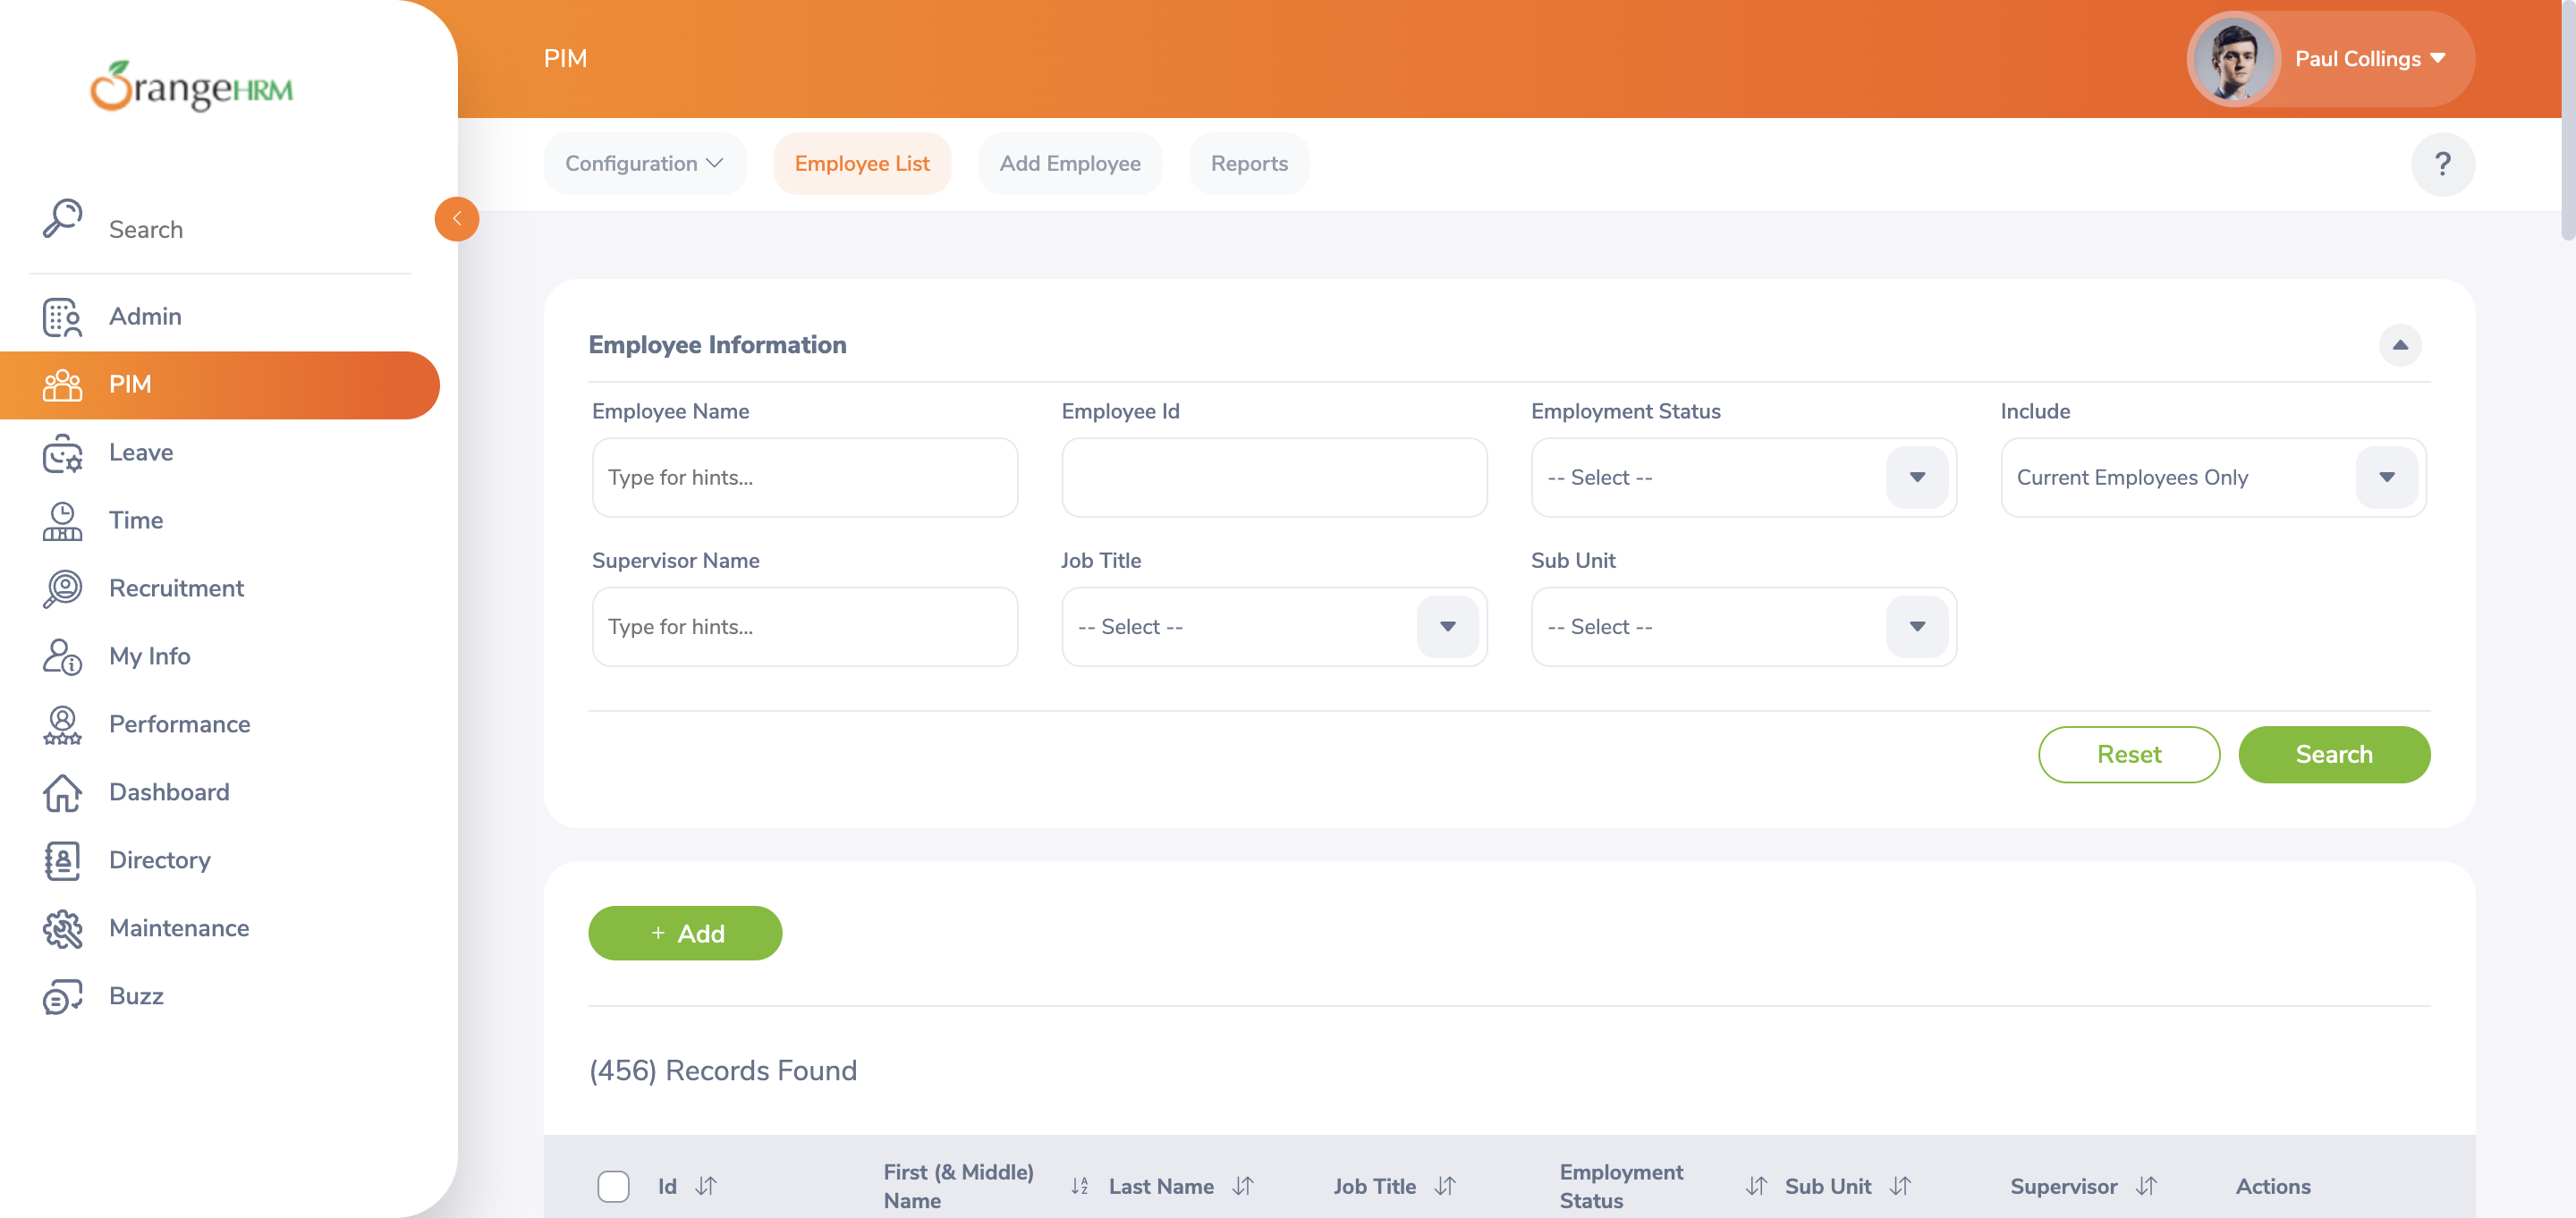 OrangeHRM
Search
Admin
PIM
Leave
Time
Recruitment
My Info
Performance
Dashboard
Directory
Maintenance
Buzz
PIM
Paul Collings
Configuration
Employee List
Add Employee
Reports
?
Employee Information
Employee Name
Employee Id
Employment Status
Include
Type for hints...
-- Select --
Current Employees Only
Supervisor Name
Job Title
Sub Unit
Type for hints...
-- Select --
-- Select --
Reset
Search
+ Add
(456) Records Found
Id
First (& Middle)
Name
Last Name
Job Title
Employment
Status
Sub Unit
Supervisor
Actions